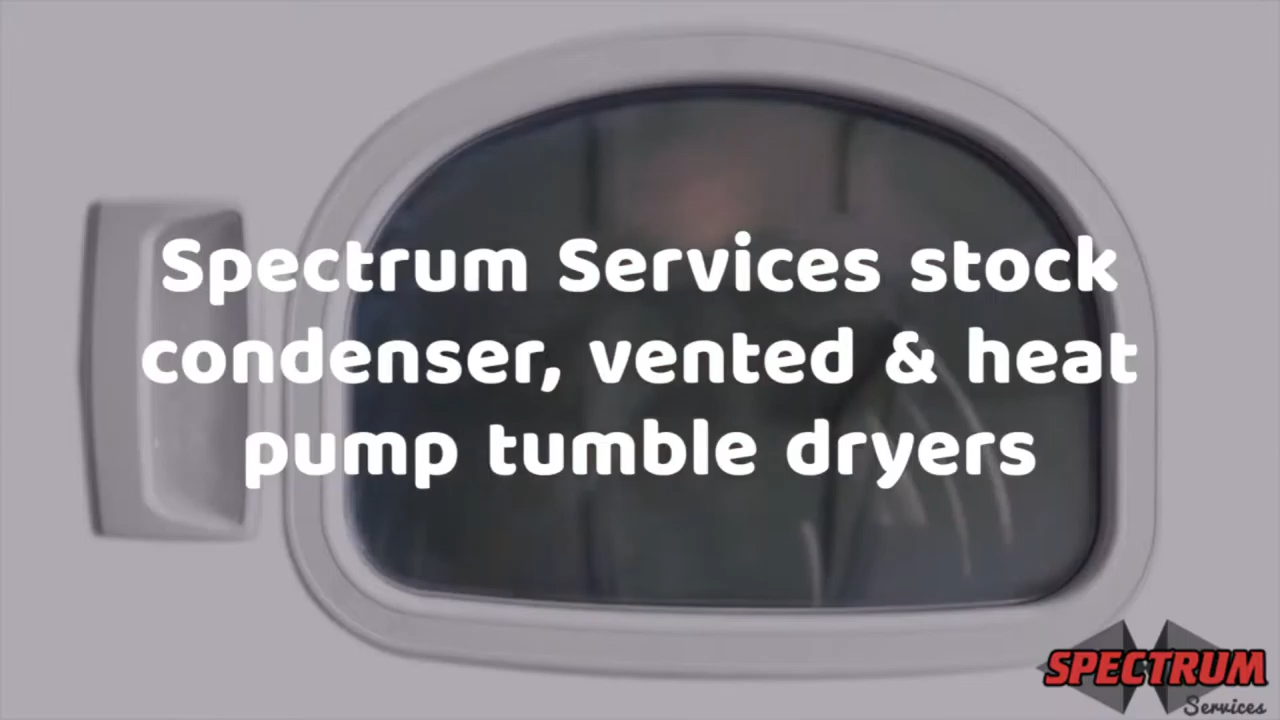 Spectrum Services stock
condenser, vented & heat
pump tumble dryers
SPECTRUM
Services